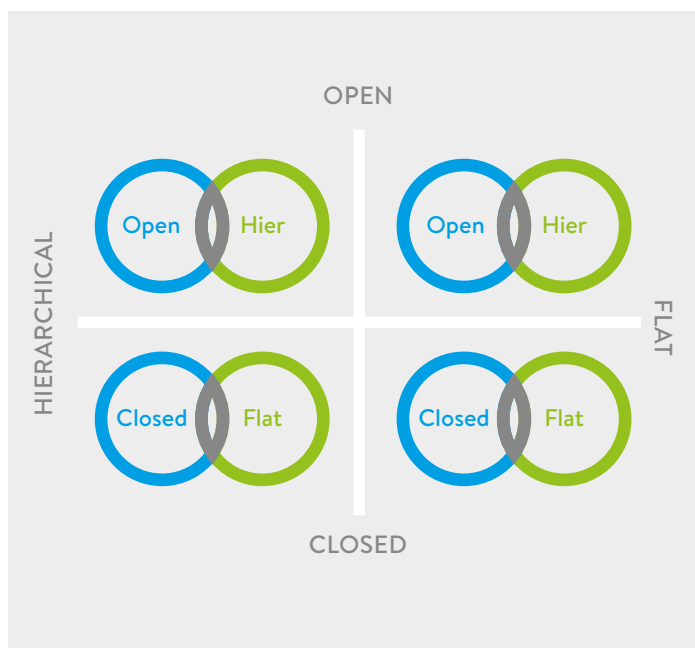 OPEN
Open
Hier
Open
Hier
HIERARCHICAL
FLAT
Closed
Flat
Closed
Flat
CLOSED